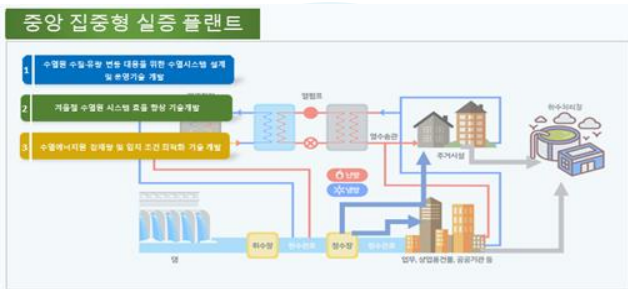 중앙 집중형 실증 플랜트
1 수열원 수질·유량 변동 대응을 위한 수열시스템 설계
및 운영기술 개발
2 겨울철 수열원 시스템 효율 향상 기술개발
3 수열에너지원 잠재량 및 입지 조건 최적화 기술 개발
열펌프
온수순환
난방
냉방
주거시설
하수처리장
댐
취수장
원수관로
정수장
정수관로
업무, 상업용건물, 공공기관 등